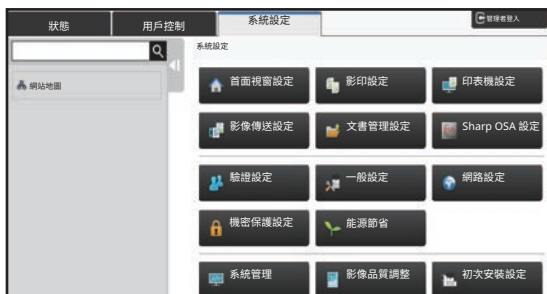 狀態
用戶控制
系統設定
管理者登入
系統設定
網站地圖
首面視窗設定
影印設定
印表機設定
影像傳送設定
文書管理設定
Sharp OSA 設定
驗證設定
一般設定
網路設定
機密保護設定
能源節省
系統管理
影像品質調整
初次安裝設定